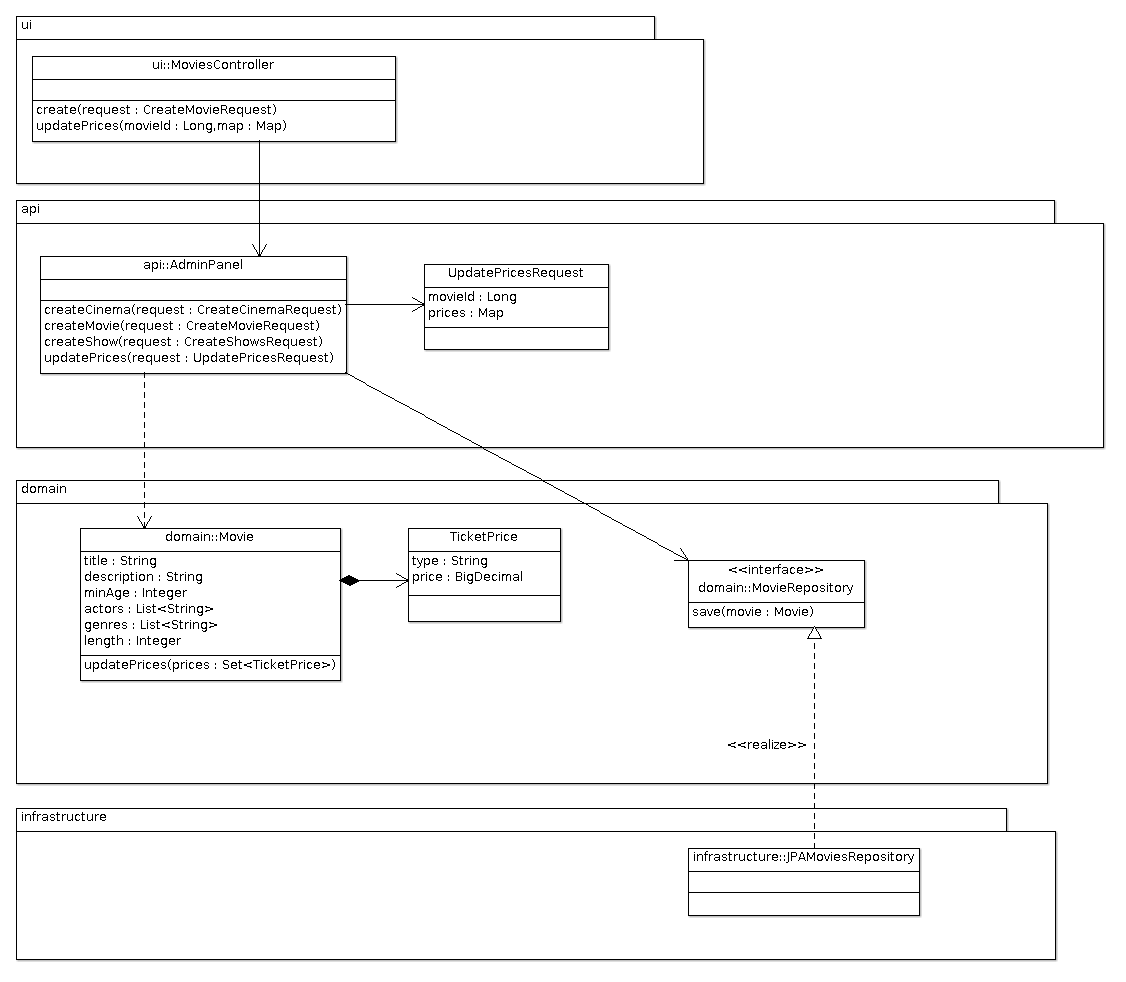 ui
ui::MoviesController
create(request : CreateMovieRequest)
updatePrices(movieId : Long,map : Map)
api
api::AdminPanel
createCinema(request : CreateCinemaRequest)
createMovie(request : CreateMovieRequest)
createShow(request : CreateShowsRequest)
updatePrices(request : UpdatePricesRequest)
UpdatePricesRequest
movieId : Long
prices : Map
domain
domain::Movie
title : String
description : String
minAge : Integer
actors : List<String>
genres : List<String>
length : Integer
updatePrices(prices : Set<TicketPrice>)
TicketPrice
type : String
price : BigDecimal
<<interface>>
domain::MovieRepository
save(movie : Movie)
<<realize>>
infrastructure
infrastructure::JPAMoviesRepository